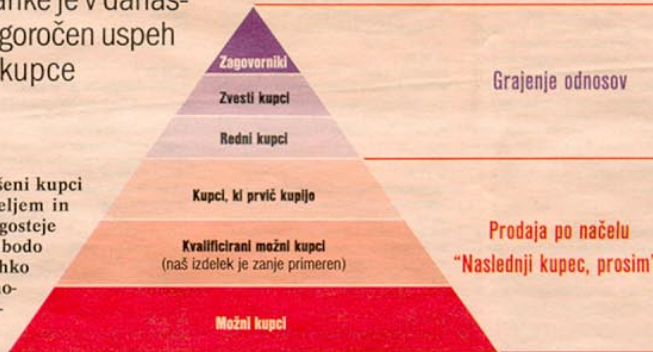 je v danas-
goročen uspeh
kupce
šeni kupci
eljem in
gosteje
bodo
hko
Zagovorniki
Zvesti kupci
Redni kupci
Kupci, ki prvič kupijo
Kvalificirani možni kupci
(naš izdelek je zanje primeren)
Možni kupci
Grajenje odnosov
Prodaja po načelu
"Naslednji kupec, prosim"